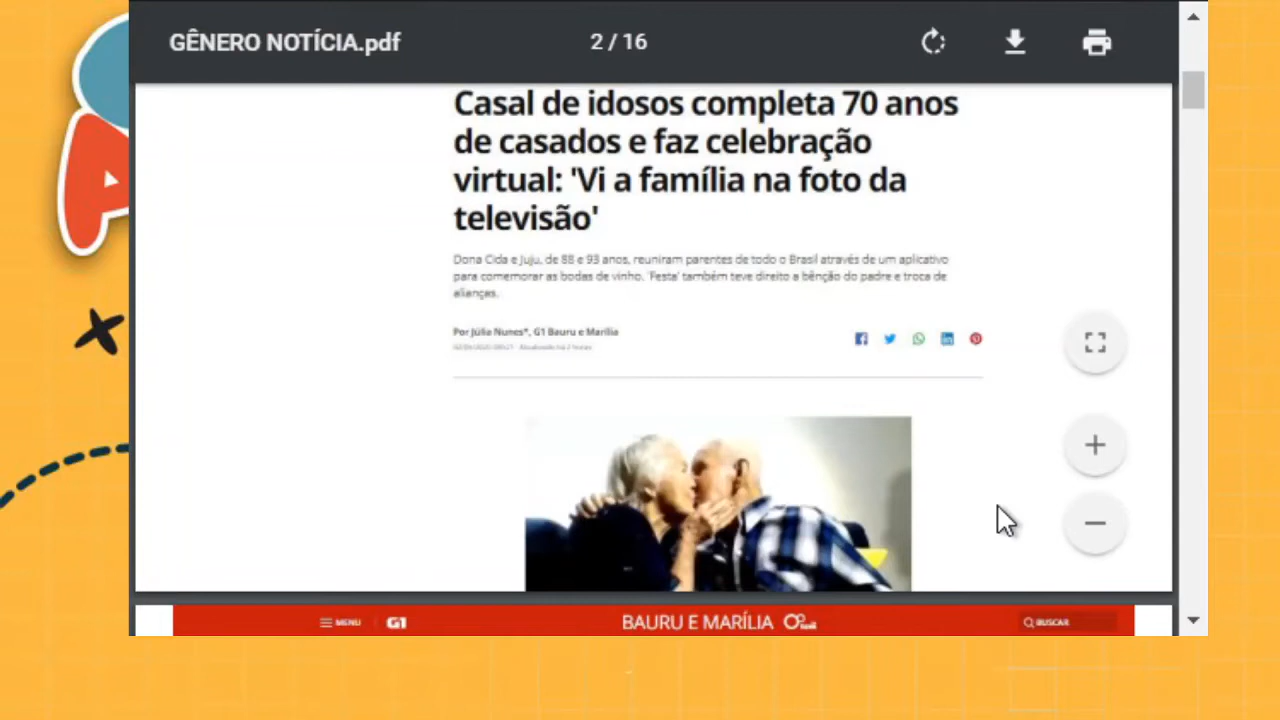 GÊNERO NOTÍCIA.pdf
2 / 16
Casal de idosos completa 70 anos
de casados e faz celebração
virtual: 'Vi a família na foto da
televisão'
Dona Cida e Juju, de 88 e 93 anos, reuniram parentes de todo o Brasil através de um aplicativo
para comemorar as bodas de vinho. 'Festa' também teve direito a bênção do padre e troca de
alianças.
Por Júlia Nunes*, G1 Bauru e Marília
MENU
G1
BAURU E MARÍLIA
BUSCAR